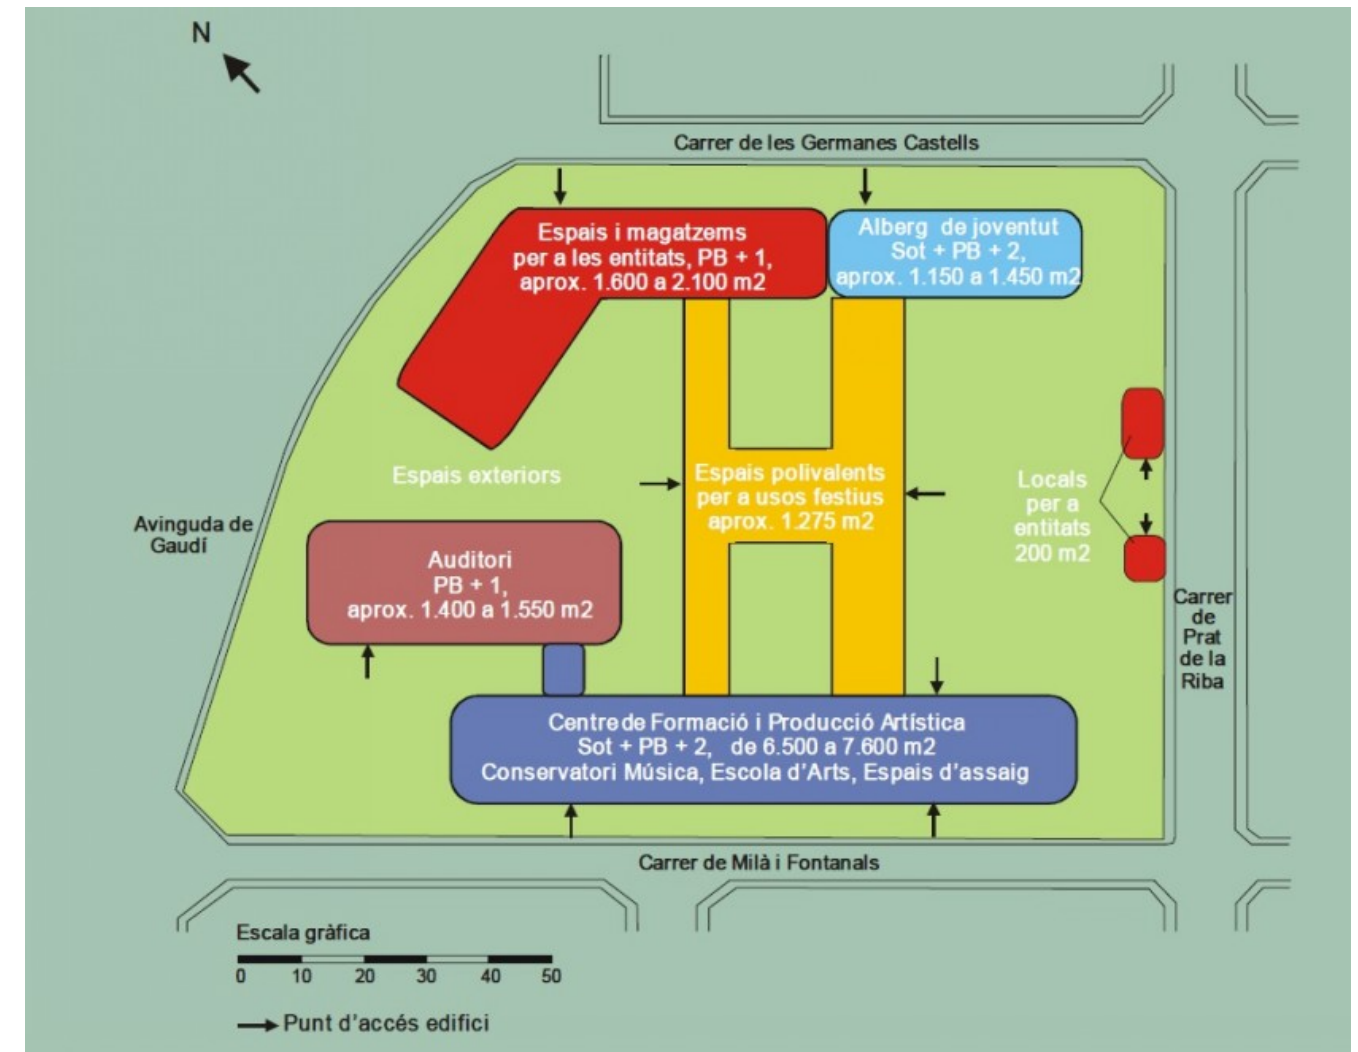 N
Carrer de les Germanes Castells
Espais i magatzems
per a les entitats, PB + 1,
aprox. 1.600 a 2.100 m2
Alberg de joventut
Sot + PB + 2,
aprox. 1.150 a 1.450 m2
Espais exteriors
Espais polivalents
per a usos festius
aprox. 1.275 m2
Locals
per a
entitats
200 m2
Avinguda de
Gaudí
Auditori
PB + 1,
aprox. 1.400 a 1.550 m2
Carrer
de
Prat
de la
Riba
Centre de Formació i Producció Artística
Sot + PB + 2, de 6.500 a 7.600 m2
Conservatori Música, Escola d'Arts, Espais d'assaig
Carrer de Milà i Fontanals
Escala gràfica
0 10 20 30 40 50
Punt d'accés edifici